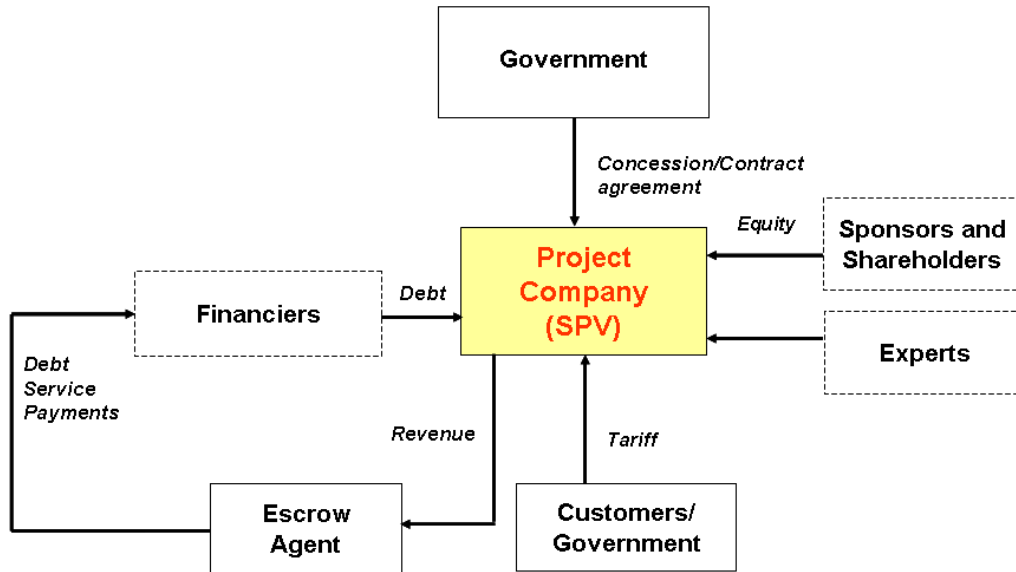 Government
Concession/Contract
agreement
Equity
Sponsors and
Shareholders
Project
Company
(SPV)
Debt
Financiers
Experts
Debt
Service
Payments
Revenue
Tariff
Escrow
Agent
Customers/
Government